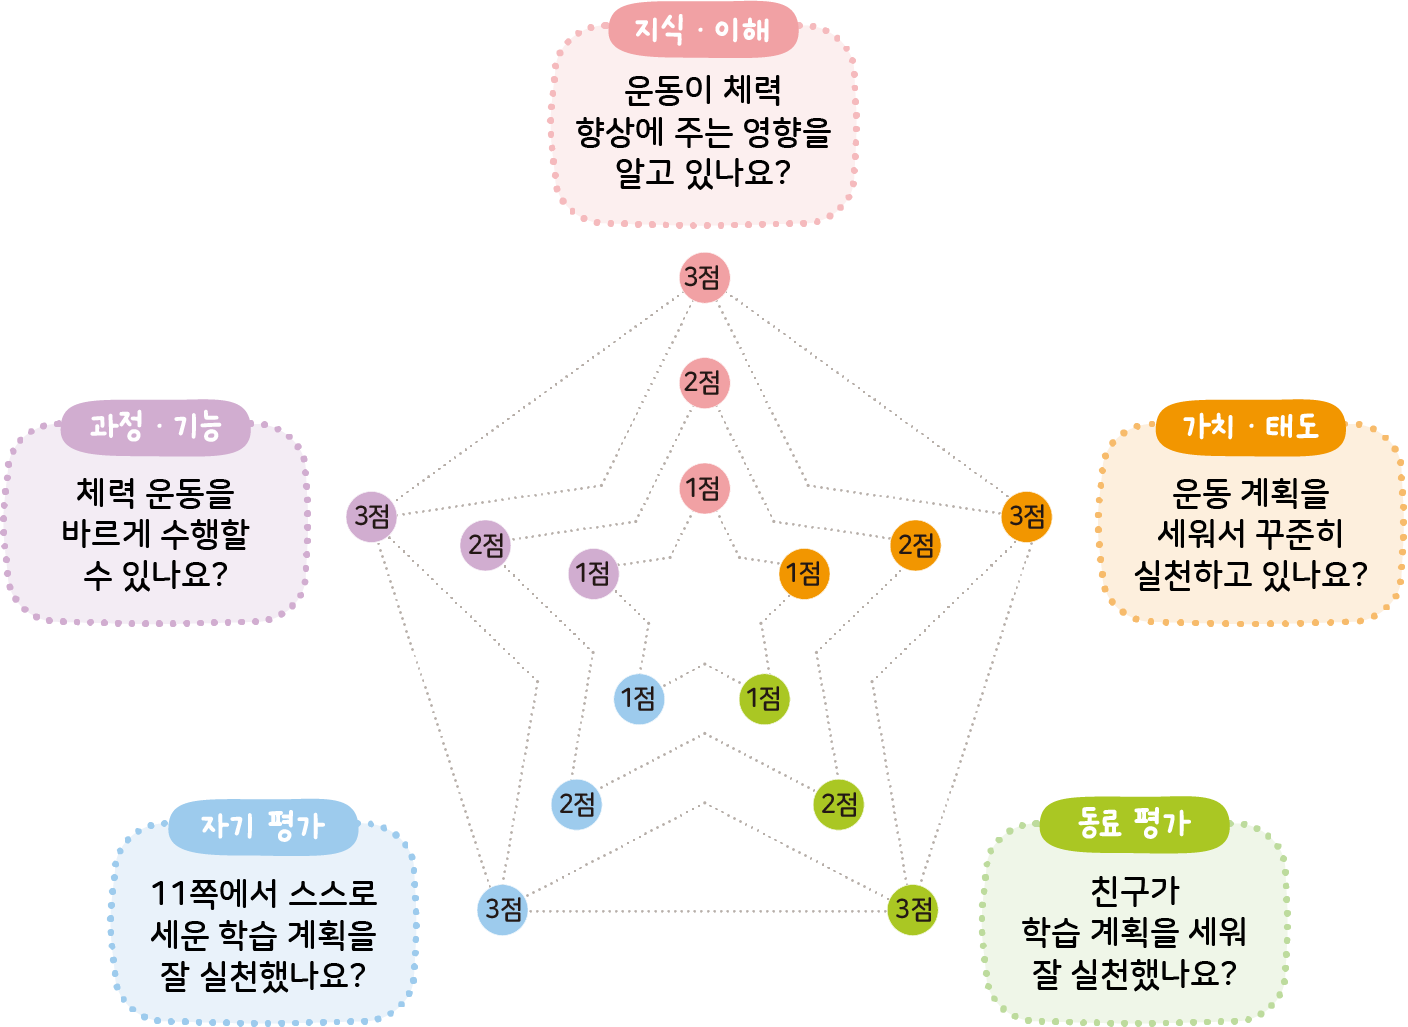 지식 · 이해
운동이 체력
향상에 주는 영향을
알고 있나요?
3점
2점
1점
과정 · 기능
체력 운동을
바르게 수행할
수 있나요?
3점
2점
1점
가치 · 태도
운동 계획을
세워서 꾸준히
실천하고 있나요?
1점
2점
3점
자기 평가
11쪽에서 스스로
세운 학습 계획을
잘 실천했나요?
1점
2점
3점
동료 평가
친구가
학습 계획을 세워
잘 실천했나요?
1점
2점
3점